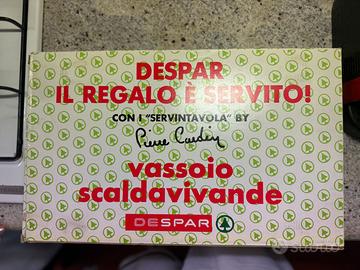 DESPAR
IL REGALO È SERVITO!
CON I "SERVINTAVOLA" BY
Pierre Cardin
vassoio
scaldavivande
DESPAR